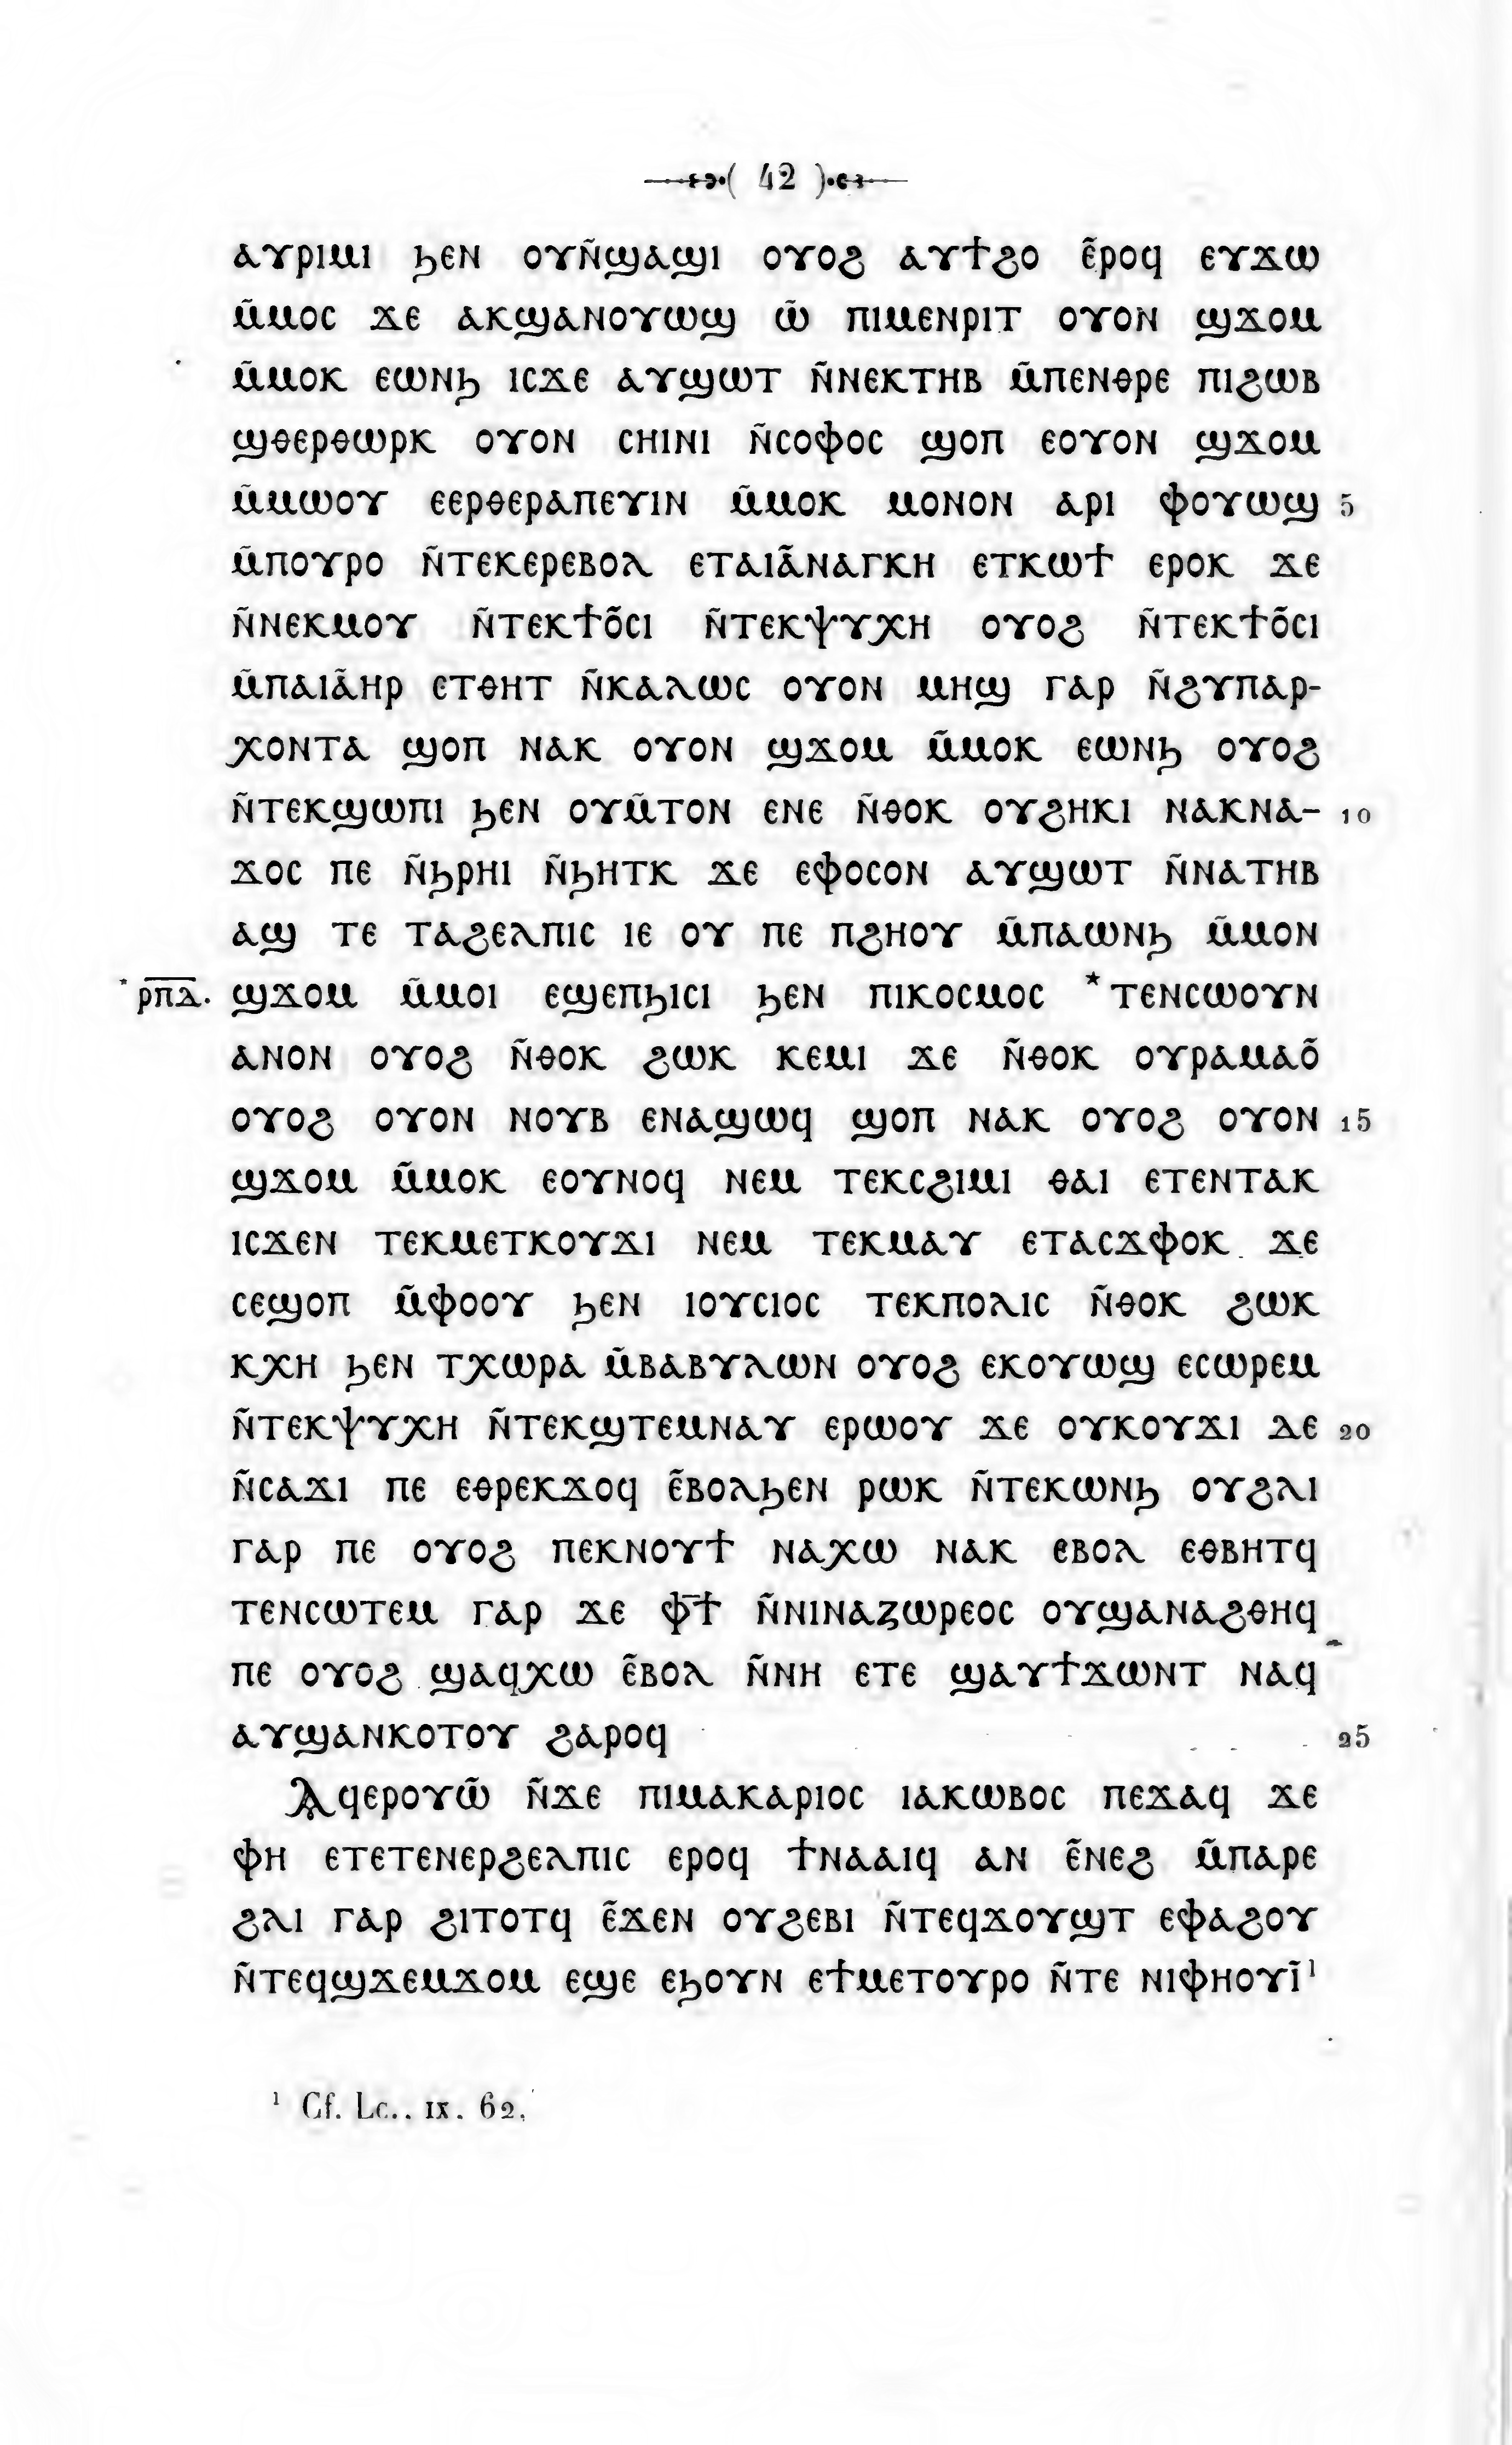 ( 42 )
ⲁⲩⲣⲓⲙⲓ ϧⲉⲛ ⲟⲩⲛ̃ϣⲁϣⲓ ⲟⲩⲟϩ ⲁⲩϯϩⲟ ⲉ̃ⲣⲟϥ ⲉⲩϫⲱ
ⲙ̃ⲙⲟⲥ ϫⲉ ⲁⲕϣⲁⲛⲟⲩⲱϣ ⲱ̃ ⲡⲓⲙⲉⲛⲣⲓⲧ ⲟⲩⲟⲛ ϣϫⲟⲙ
ⲙ̃ⲙⲟⲕ ⲉⲱⲛϧ ⲓⲥϫⲉ ⲁⲩϣⲱⲧ ⲛ̃ⲛⲉⲕⲧⲏⲃ ⲙ̃ⲡⲉⲛⲑⲣⲉ ⲡⲓϩⲱⲃ
ϣⲑⲉⲣⲑⲱⲣⲕ ⲟⲩⲟⲛ ⲥⲏⲓⲛⲓ ⲛ̃ⲥⲟⲫⲟⲥ ϣⲟⲡ ⲉⲟⲩⲟⲛ ϣϫⲟⲙ
ⲙ̃ⲙⲱⲟⲩ ⲉⲉⲣⲑⲉⲣⲁⲡⲉⲩⲓⲛ ⲙ̃ⲙⲟⲕ ⲙⲟⲛⲟⲛ ⲁⲣⲓ ⲫⲟⲩⲱϣ 5
ⲙ̃ⲡⲟⲩⲣⲟ ⲛ̃ⲧⲉⲕⲉⲣⲉⲃⲟⲗ ⲉⲧⲁⲓⲁ̃ⲛⲁⲅⲕⲏ ⲉⲧⲕⲱϯ ⲉⲣⲟⲕ ϫⲉ
ⲛ̃ⲛⲉⲕⲙⲟⲩ ⲛ̃ⲧⲉⲕϯⲟ̃ⲥⲓ ⲛ̃ⲧⲉⲕⲯⲩⲭⲏ ⲟⲩⲟϩ ⲛ̃ⲧⲉⲕϯⲟ̃ⲥⲓ
ⲙ̃ⲡⲁⲓⲁ̃ⲏⲣ ⲉⲧⲑⲏⲧ ⲛ̃ⲕⲁⲗⲱⲥ ⲟⲩⲟⲛ ⲙⲏϣ ⲅⲁⲣ ⲛ̃ϩⲩⲡⲁⲣ-
ⲭⲟⲛⲧⲁ ϣⲟⲡ ⲛⲁⲕ ⲟⲩⲟⲛ ϣϫⲟⲙ ⲙ̃ⲙⲟⲕ ⲉⲱⲛϧ ⲟⲩⲟϩ
ⲛ̃ⲧⲉⲕϣⲱⲡⲓ ϧⲉⲛ ⲟⲩⲙ̃ⲧⲟⲛ ⲉⲛⲉ ⲛ̃ⲑⲟⲕ ⲟⲩϩⲏⲕⲓ ⲛⲁⲕⲛⲁ- 10
ϫⲟⲥ ⲡⲉ ⲛ̃ϧⲣⲏⲓ ⲛ̃ϧⲏⲧⲕ ϫⲉ ⲉⲫⲟⲥⲟⲛ ⲁⲩϣⲱⲧ ⲛ̃ⲛⲁⲧⲏⲃ
ⲁϣ ⲧⲉ ⲧⲁϩⲉⲗⲡⲓⲥ ⲓⲉ ⲟⲩ ⲡⲉ ⲡϩⲏⲟⲩ ⲙ̃ⲡⲁⲱⲛϧ ⲙ̃ⲙⲟⲛ
*ⲣ̅ⲡ̅ⲇ̅. ϣϫⲟⲙ ⲙ̃ⲙⲟⲓ ⲉϣⲉⲡϧⲓⲥⲓ ϧⲉⲛ ⲡⲓⲕⲟⲥⲙⲟⲥ *ⲧⲉⲛⲥⲱⲟⲩⲛ
ⲁⲛⲟⲛ ⲟⲩⲟϩ ⲛ̃ⲑⲟⲕ ϩⲱⲕ ⲕⲉⲙⲓ ϫⲉ ⲛ̃ⲑⲟⲕ ⲟⲩⲣⲁⲙⲁⲟ̃
ⲟⲩⲟϩ ⲟⲩⲟⲛ ⲛⲟⲩⲃ ⲉⲛⲁϣⲱϥ ϣⲟⲡ ⲛⲁⲕ ⲟⲩⲟϩ ⲟⲩⲟⲛ 15
ϣϫⲟⲙ ⲙ̃ⲙⲟⲕ ⲉⲟⲩⲛⲟϥ ⲛⲉⲙ ⲧⲉⲕⲥϩⲓⲙⲓ ⲑⲁⲓ ⲉⲧⲉⲛⲧⲁⲕ
ⲓⲥϫⲉⲛ ⲧⲉⲕⲙⲉⲧⲕⲟⲩϫⲓ ⲛⲉⲙ ⲧⲉⲕⲙⲁⲩ ⲉⲧⲁⲥϫⲫⲟⲕ ϫⲉ
ⲥⲉϣⲟⲡ ⲙ̃ⲫⲟⲟⲩ ϧⲉⲛ ⲓⲟⲩⲥⲓⲟⲥ ⲧⲉⲕⲡⲟⲗⲓⲥ ⲛ̃ⲑⲟⲕ ϩⲱⲕ
ⲕⲭⲏ ϧⲉⲛ ⲧⲭⲱⲣⲁ ⲙ̃ⲃⲁⲃⲩⲗⲱⲛ ⲟⲩⲟϩ ⲉⲕⲟⲩⲱϣ ⲉⲥⲱⲣⲉⲙ
ⲛ̃ⲧⲉⲕⲯⲩⲭⲏ ⲛ̃ⲧⲉⲕϣⲧⲉⲙⲛⲁⲩ ⲉⲣⲱⲟⲩ ϫⲉ ⲟⲩⲕⲟⲩϫⲓ ⲇⲉ 20
ⲛ̃ⲥⲁϫⲓ ⲡⲉ ⲉⲑⲣⲉⲕϫⲟϥ ⲉ̃ⲃⲟⲗϧⲉⲛ ⲣⲱⲕ ⲛ̃ⲧⲉⲕⲱⲛϧ ⲟⲩϩⲗⲓ
ⲅⲁⲣ ⲡⲉ ⲟⲩⲟϩ ⲡⲉⲕⲛⲟⲩϯ ⲛⲁⲭⲱ ⲛⲁⲕ ⲉⲃⲟⲗ ⲉⲑⲃⲏⲧϥ
ⲧⲉⲛⲥⲱⲧⲉⲙ ⲅⲁⲣ ϫⲉ ⲫ̅ϯ ⲛ̃ⲛⲓⲛⲁⲍⲱⲣⲉⲟⲥ ⲟⲩϣⲁⲛⲁϩⲑⲏϥ
ⲡⲉ ⲟⲩⲟϩ ϣⲁϥⲭⲱ ⲉ̃ⲃⲟⲗ ⲛ̃ⲛⲏ ⲉⲧⲉ ϣⲁⲩϯϫⲱⲛⲧ ⲛⲁϥ
ⲁⲩϣⲁⲛⲕⲟⲧⲟⲩ ϩⲁⲣⲟϥ 25
Ⲁϥⲉⲣⲟⲩⲱ̃ ⲛ̃ϫⲉ ⲡⲓⲙⲁⲕⲁⲣⲓⲟⲥ ⲓⲁⲕⲱⲃⲟⲥ ⲡⲉϫⲁϥ ϫⲉ
ⲫⲏ ⲉⲧⲉⲧⲉⲛⲉⲣϩⲉⲗⲡⲓⲥ ⲉⲣⲟϥ ϯⲛⲁⲁⲓϥ ⲁⲛ ⲉ̃ⲛⲉϩ ⲙ̃ⲡⲁⲣⲉ
ϩⲗⲓ ⲅⲁⲣ ϩⲓⲧⲟⲧϥ ⲉ̃ϫⲉⲛ ⲟⲩϩⲉⲃⲓ ⲛ̃ⲧⲉϥϫⲟⲩϣⲧ ⲉⲫⲁϩⲟⲩ
ⲛ̃ⲧⲉϥϣϫⲉⲙϫⲟⲙ ⲉϣⲉ ⲉϧⲟⲩⲛ ⲉϯⲙⲉⲧⲟⲩⲣⲟ ⲛ̃ⲧⲉ ⲛⲓⲫⲏⲟⲩⲓ̃¹
¹ Cf. Lc., IX, 62.